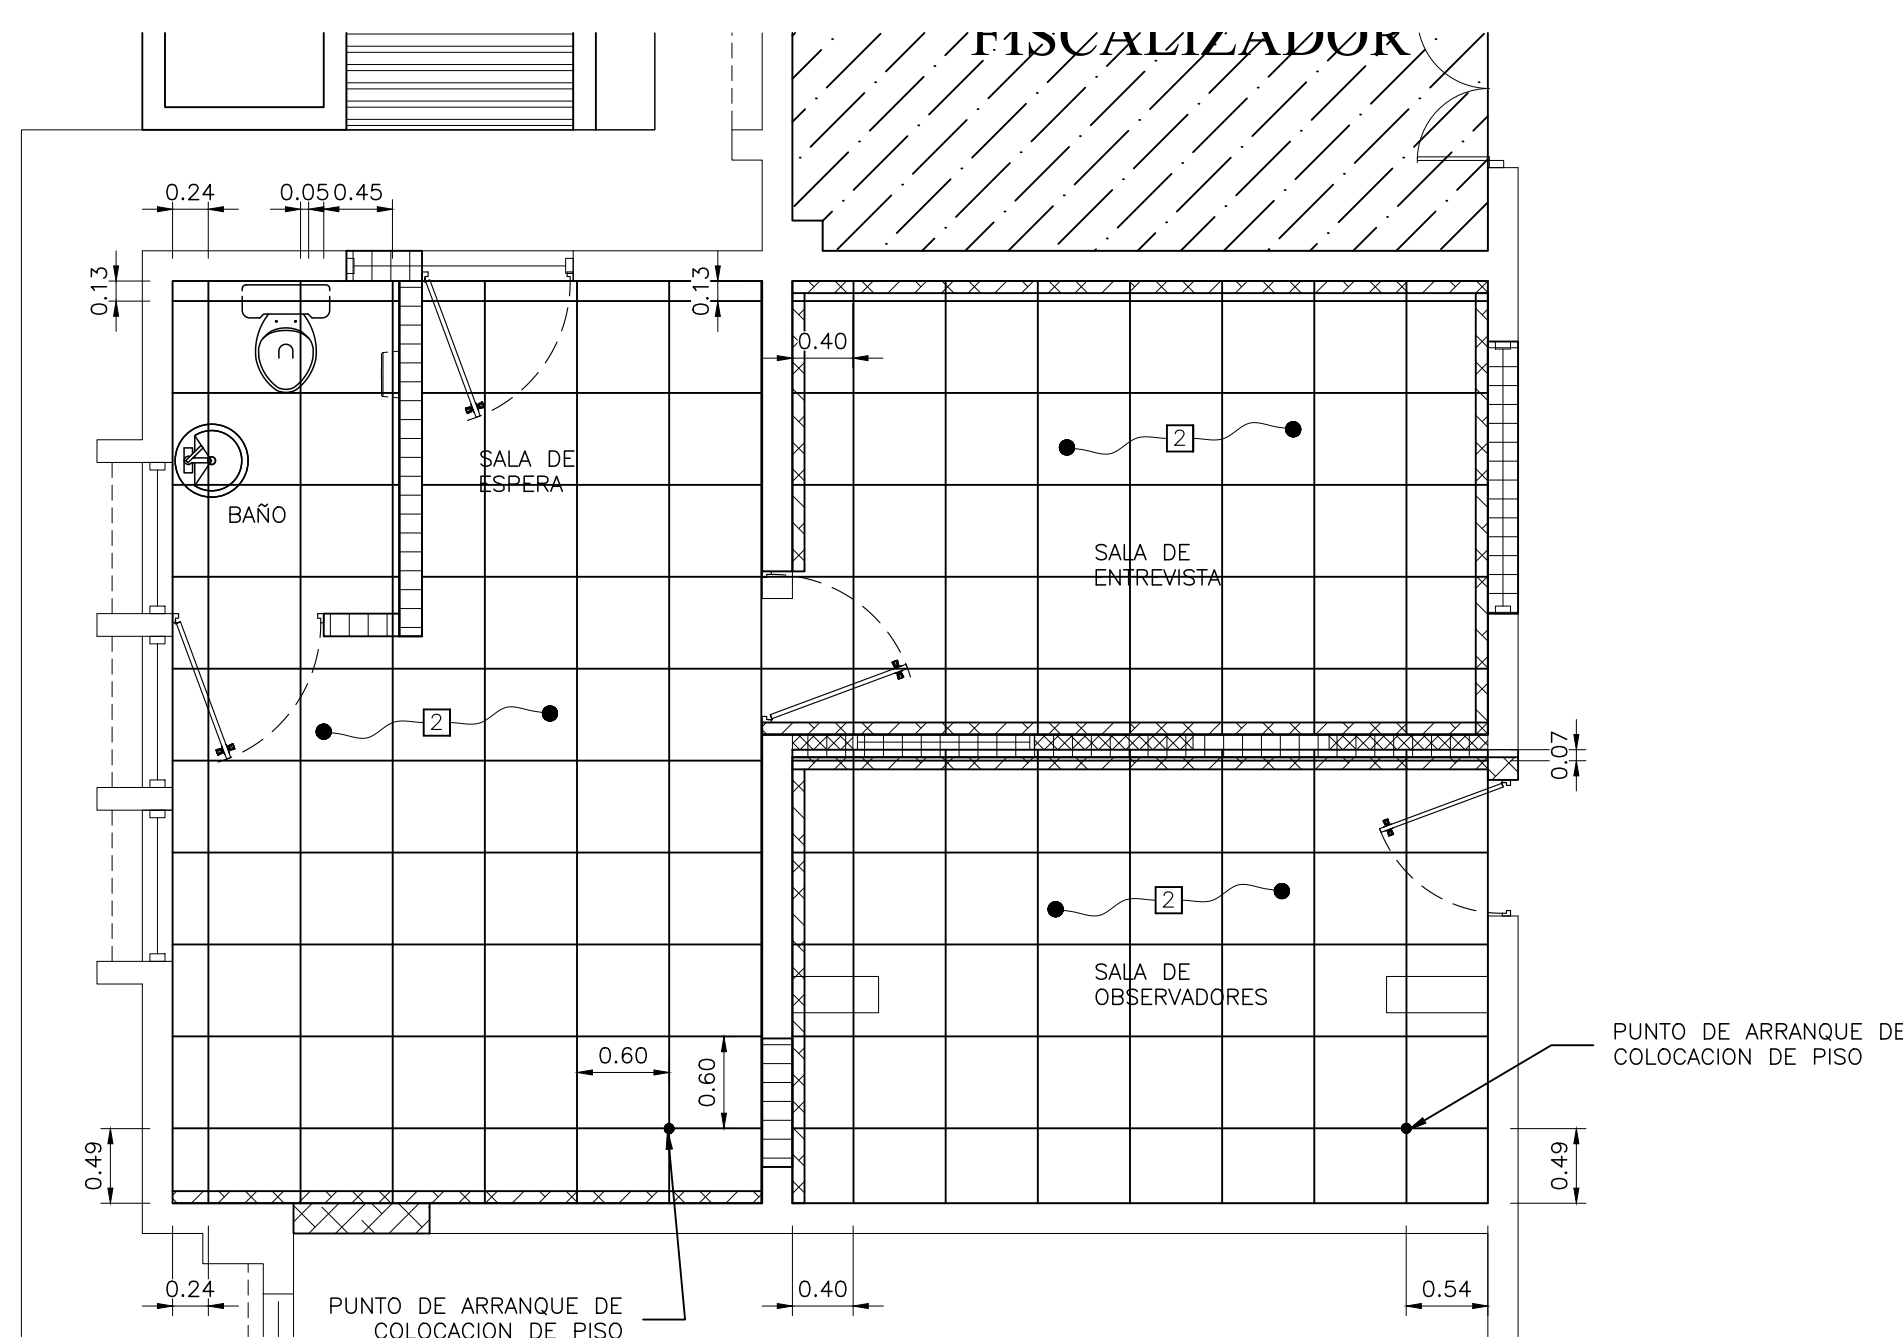 FISCALIZADOR
0.24
0.05
0.45
0.13
0.13
0.40
2
SALA DE
ESPERA
BAÑO
SALA DE
ENTREVISTA
2
0.07
2
SALA DE
OBSERVADORES
PUNTO DE ARRANQUE DE
COLOCACION DE PISO
0.60
0.60
0.49
0.49
0.24
0.40
0.54
PUNTO DE ARRANQUE DE
COLOCACION DE PISO